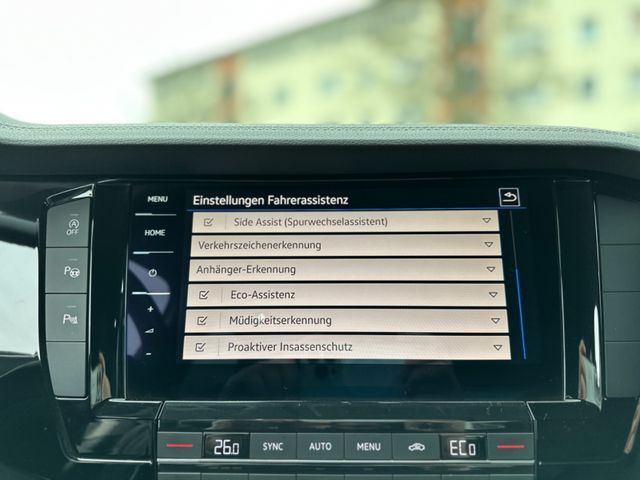 MENU
Einstellungen Fahrerassistenz
Side Assist (Spurwechselassistent)
HOME
Verkehrszeichenerkennung
Anhänger-Erkennung
Eco-Assistenz
Müdigkeitserkennung
Proaktiver Insassenschutz
A
OFF
P
P
+
-
26.0
SYNC
AUTO
MENU
ECo